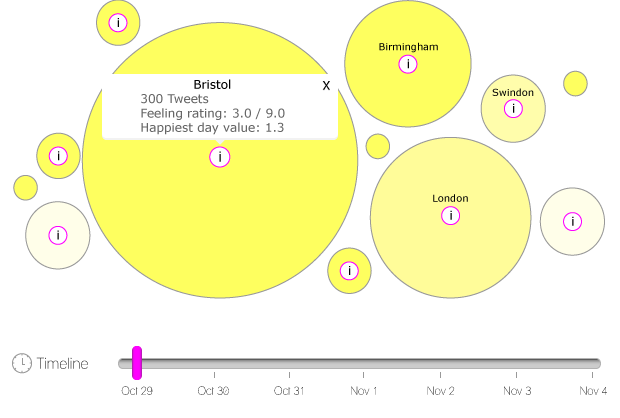 i
Birmingham
i
Bristol
X
300 Tweets
Feeling rating: 3.0 / 9.0
Happiest day value: 1.3
Swindon
i
i
i
London
i
i
i
i
Timeline
Oct 29
Oct 30
Oct 31
Nov 1
Nov 2
Nov 3
Nov 4